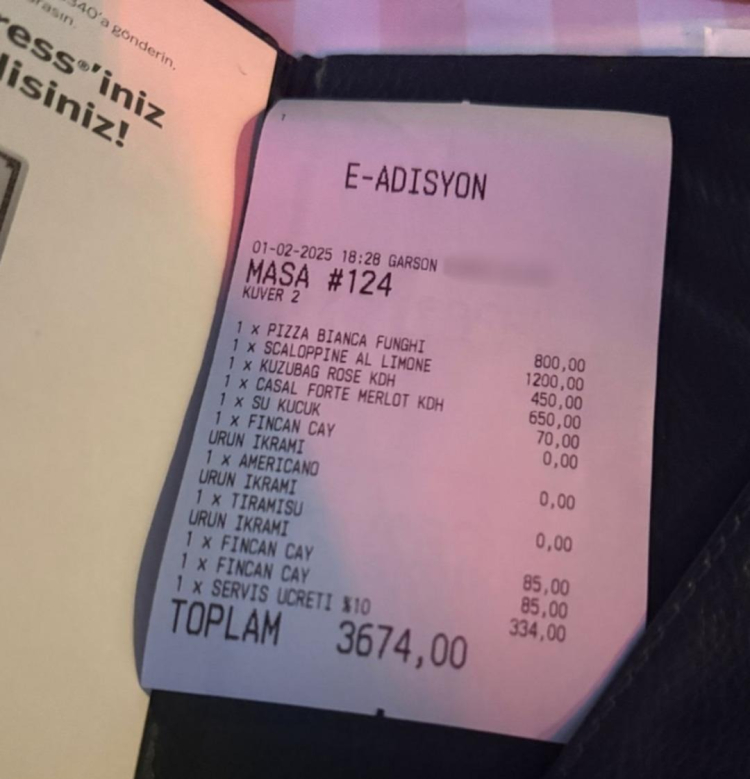 340'a gönderin.
ress®'iniz
isiniz!
E-ADISYON
01-02-2025 18:28 GARSON
MASA #124
KUVER 2
1 x PIZZA BIANCA FUNGHI 800,00
1 x SCALOPPINE AL LIMONE 1200,00
1 x KUZUBAG ROSE KDH 450,00
1 x CASAL FORTE MERLOT KDH 650,00
1 x SU KUCUK 70,00
1 x FINCAN CAY 0,00
URUN IKRAMI
1 x AMERICANO 0,00
URUN IKRAMI
1 x TIRAMISU 0,00
URUN IKRAMI
1 x FINCAN CAY 85,00
1 x FINCAN CAY 85,00
1 x SERVIS UCRETI %10 334,00
TOPLAM 3674,00